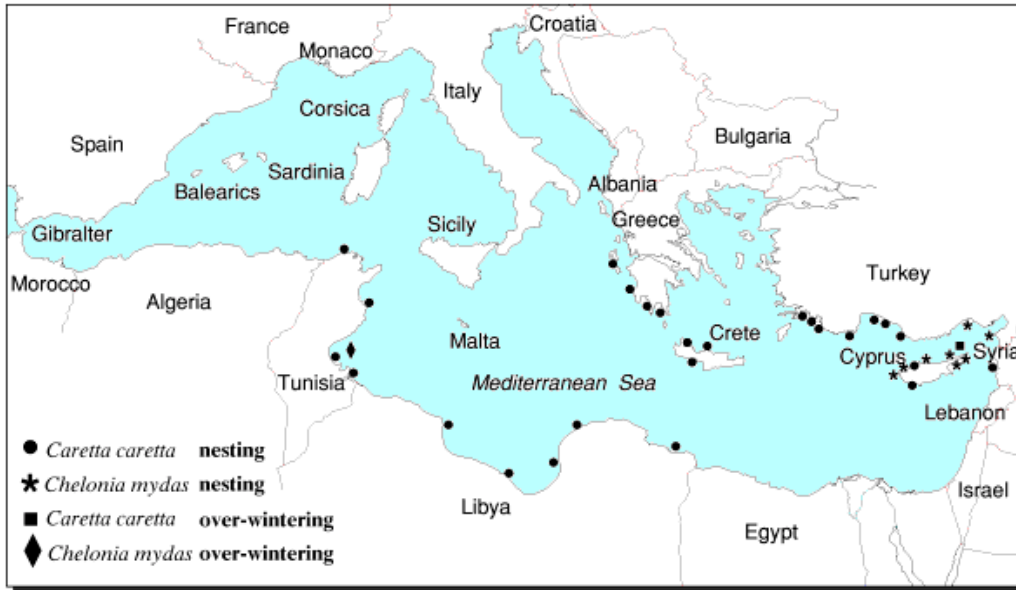 Croatia
France
Monaco
Italy
Corsica
Bulgaria
Spain
Sardinia
Albania
Balearics
Greece
Sicily
Gibralter
Turkey
Morocco
Algeria
Crete
Malta
Cyprus
Syria
Tunisia
Mediterranean Sea
Lebanon
Caretta caretta nesting
Chelonia mydas nesting
Israel
Libya
Caretta caretta over-wintering
Egypt
Chelonia mydas over-wintering